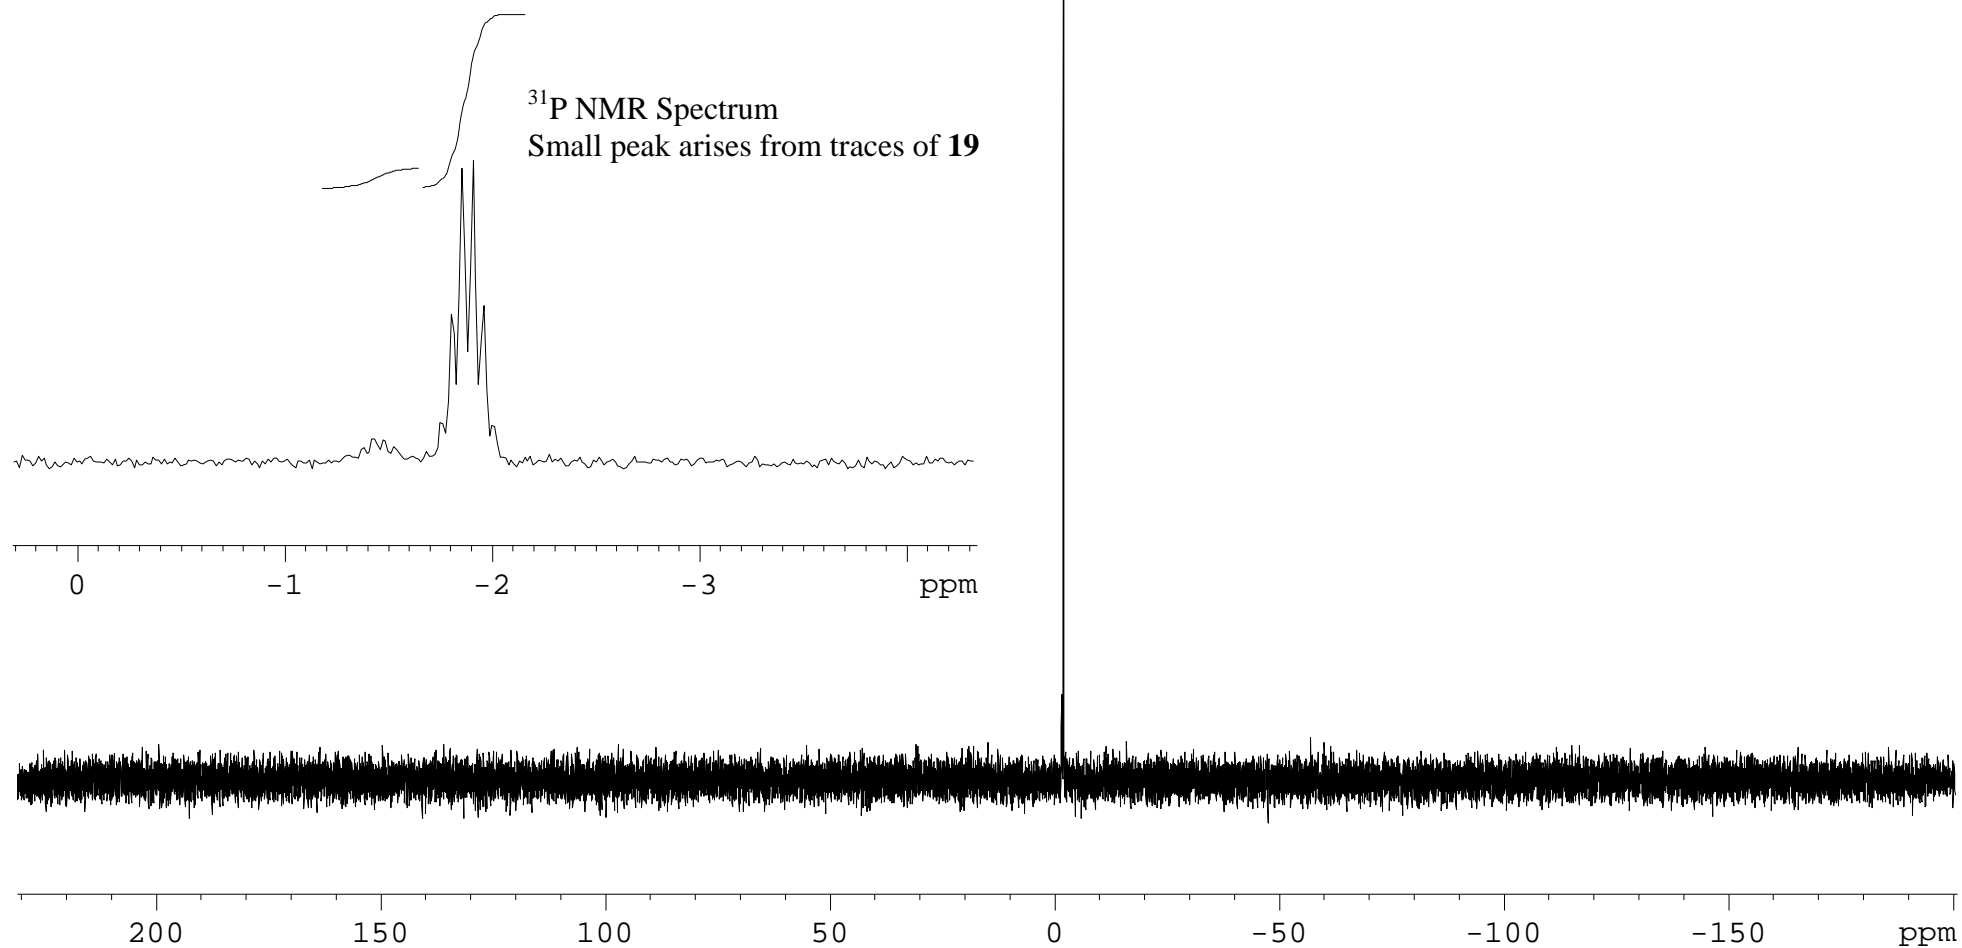 ³¹P NMR Spectrum
Small peak arises from traces of 19
0 -1 -2 -3 ppm
200 150 100 50 0 -50 -100 -150 ppm